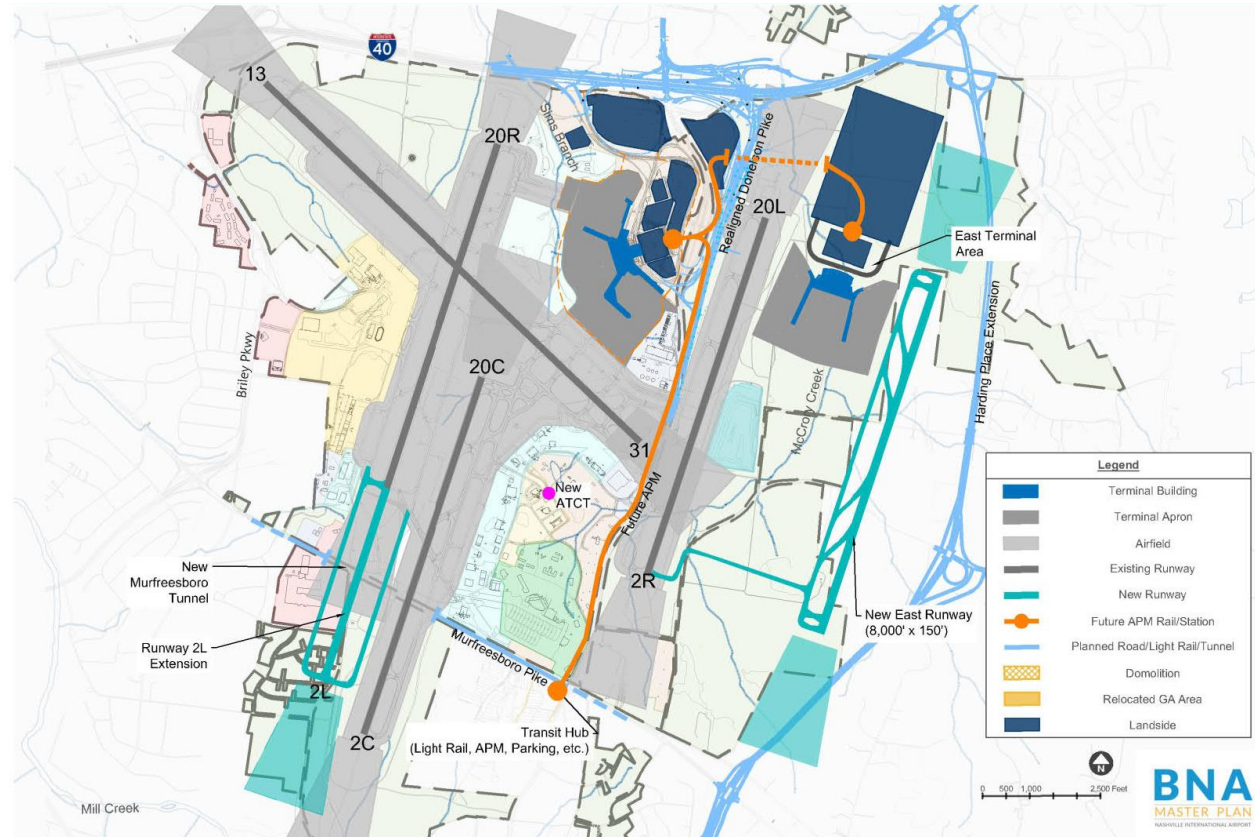 INTERSTATE
40
13
20R
Sims Branch
Realigned Donelson Pike
20L
East Terminal
Area
Harding Place Extension
Briley Pkwy
20C
McCrory Creek
31
New
ATCT
Future APM
2R
New
Murfreesboro
Tunnel
Runway 2L
Extension
2L
2C
Murfreesboro Pike
Transit Hub
(Light Rail, APM, Parking, etc.)
New East Runway
(8,000' x 150')
Mill Creek
Legend
Terminal Building
Terminal Apron
Airfield
Existing Runway
New Runway
Future APM Rail/Station
Planned Road/Light Rail/Tunnel
Domolition
Relocated GA Area
Landside
N
0 500 1,000 2,500 Feet
BNA
MASTER PLAN
NASHVILLE INTERNATIONAL AIRPORT